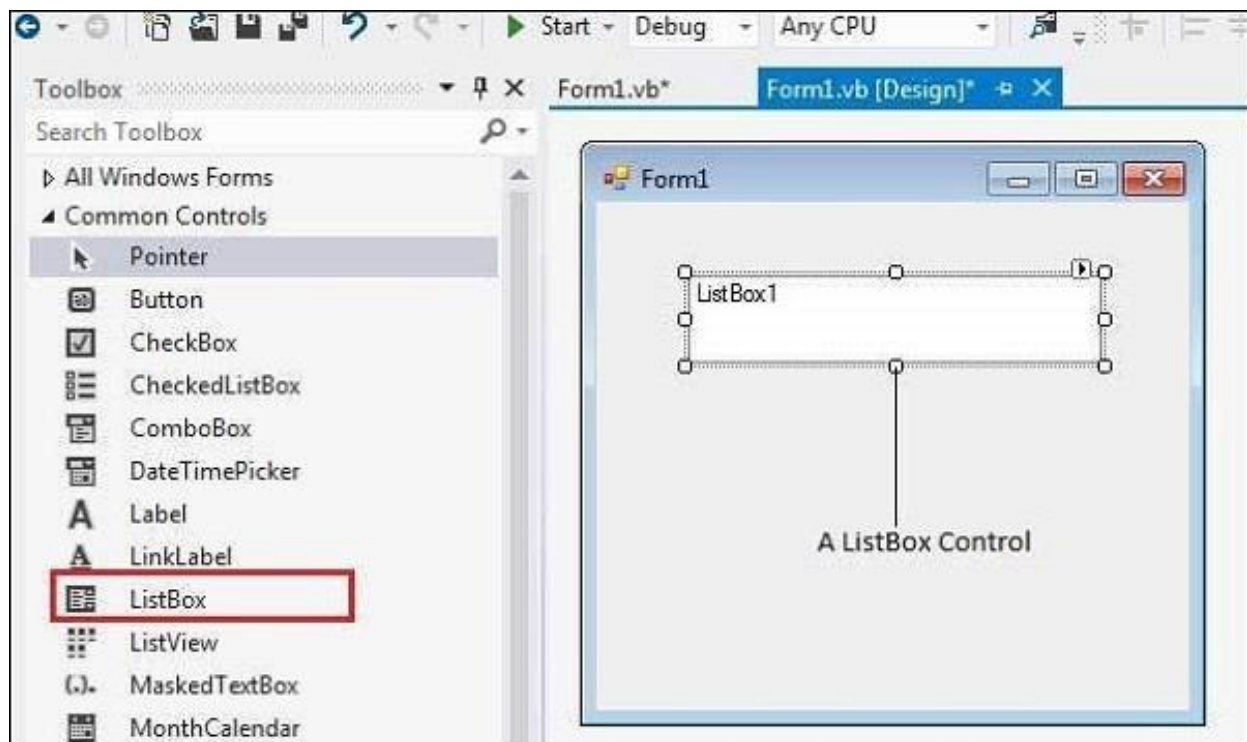 Start Debug Any CPU
Toolbox
Search Toolbox
All Windows Forms
Common Controls
Pointer
Button
CheckBox
CheckedListBox
ComboBox
DateTimePicker
Label
LinkLabel
ListBox
ListView
MaskedTextBox
MonthCalendar
Form1.vb* Form1.vb [Design]*
Form1
ListBox1
A ListBox Control